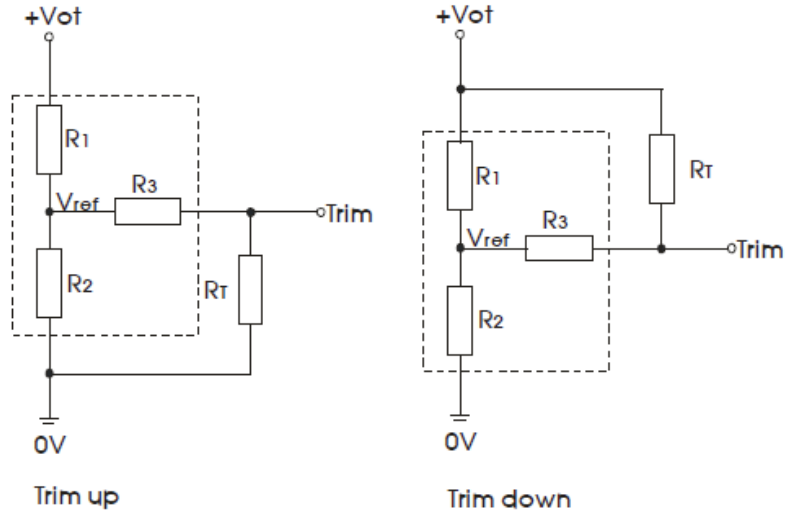 +Vot
R1
R3
Vref
Trim
R2
RT
0V
Trim up
+Vot
R1
RT
R3
Vref
Trim
R2
0V
Trim down